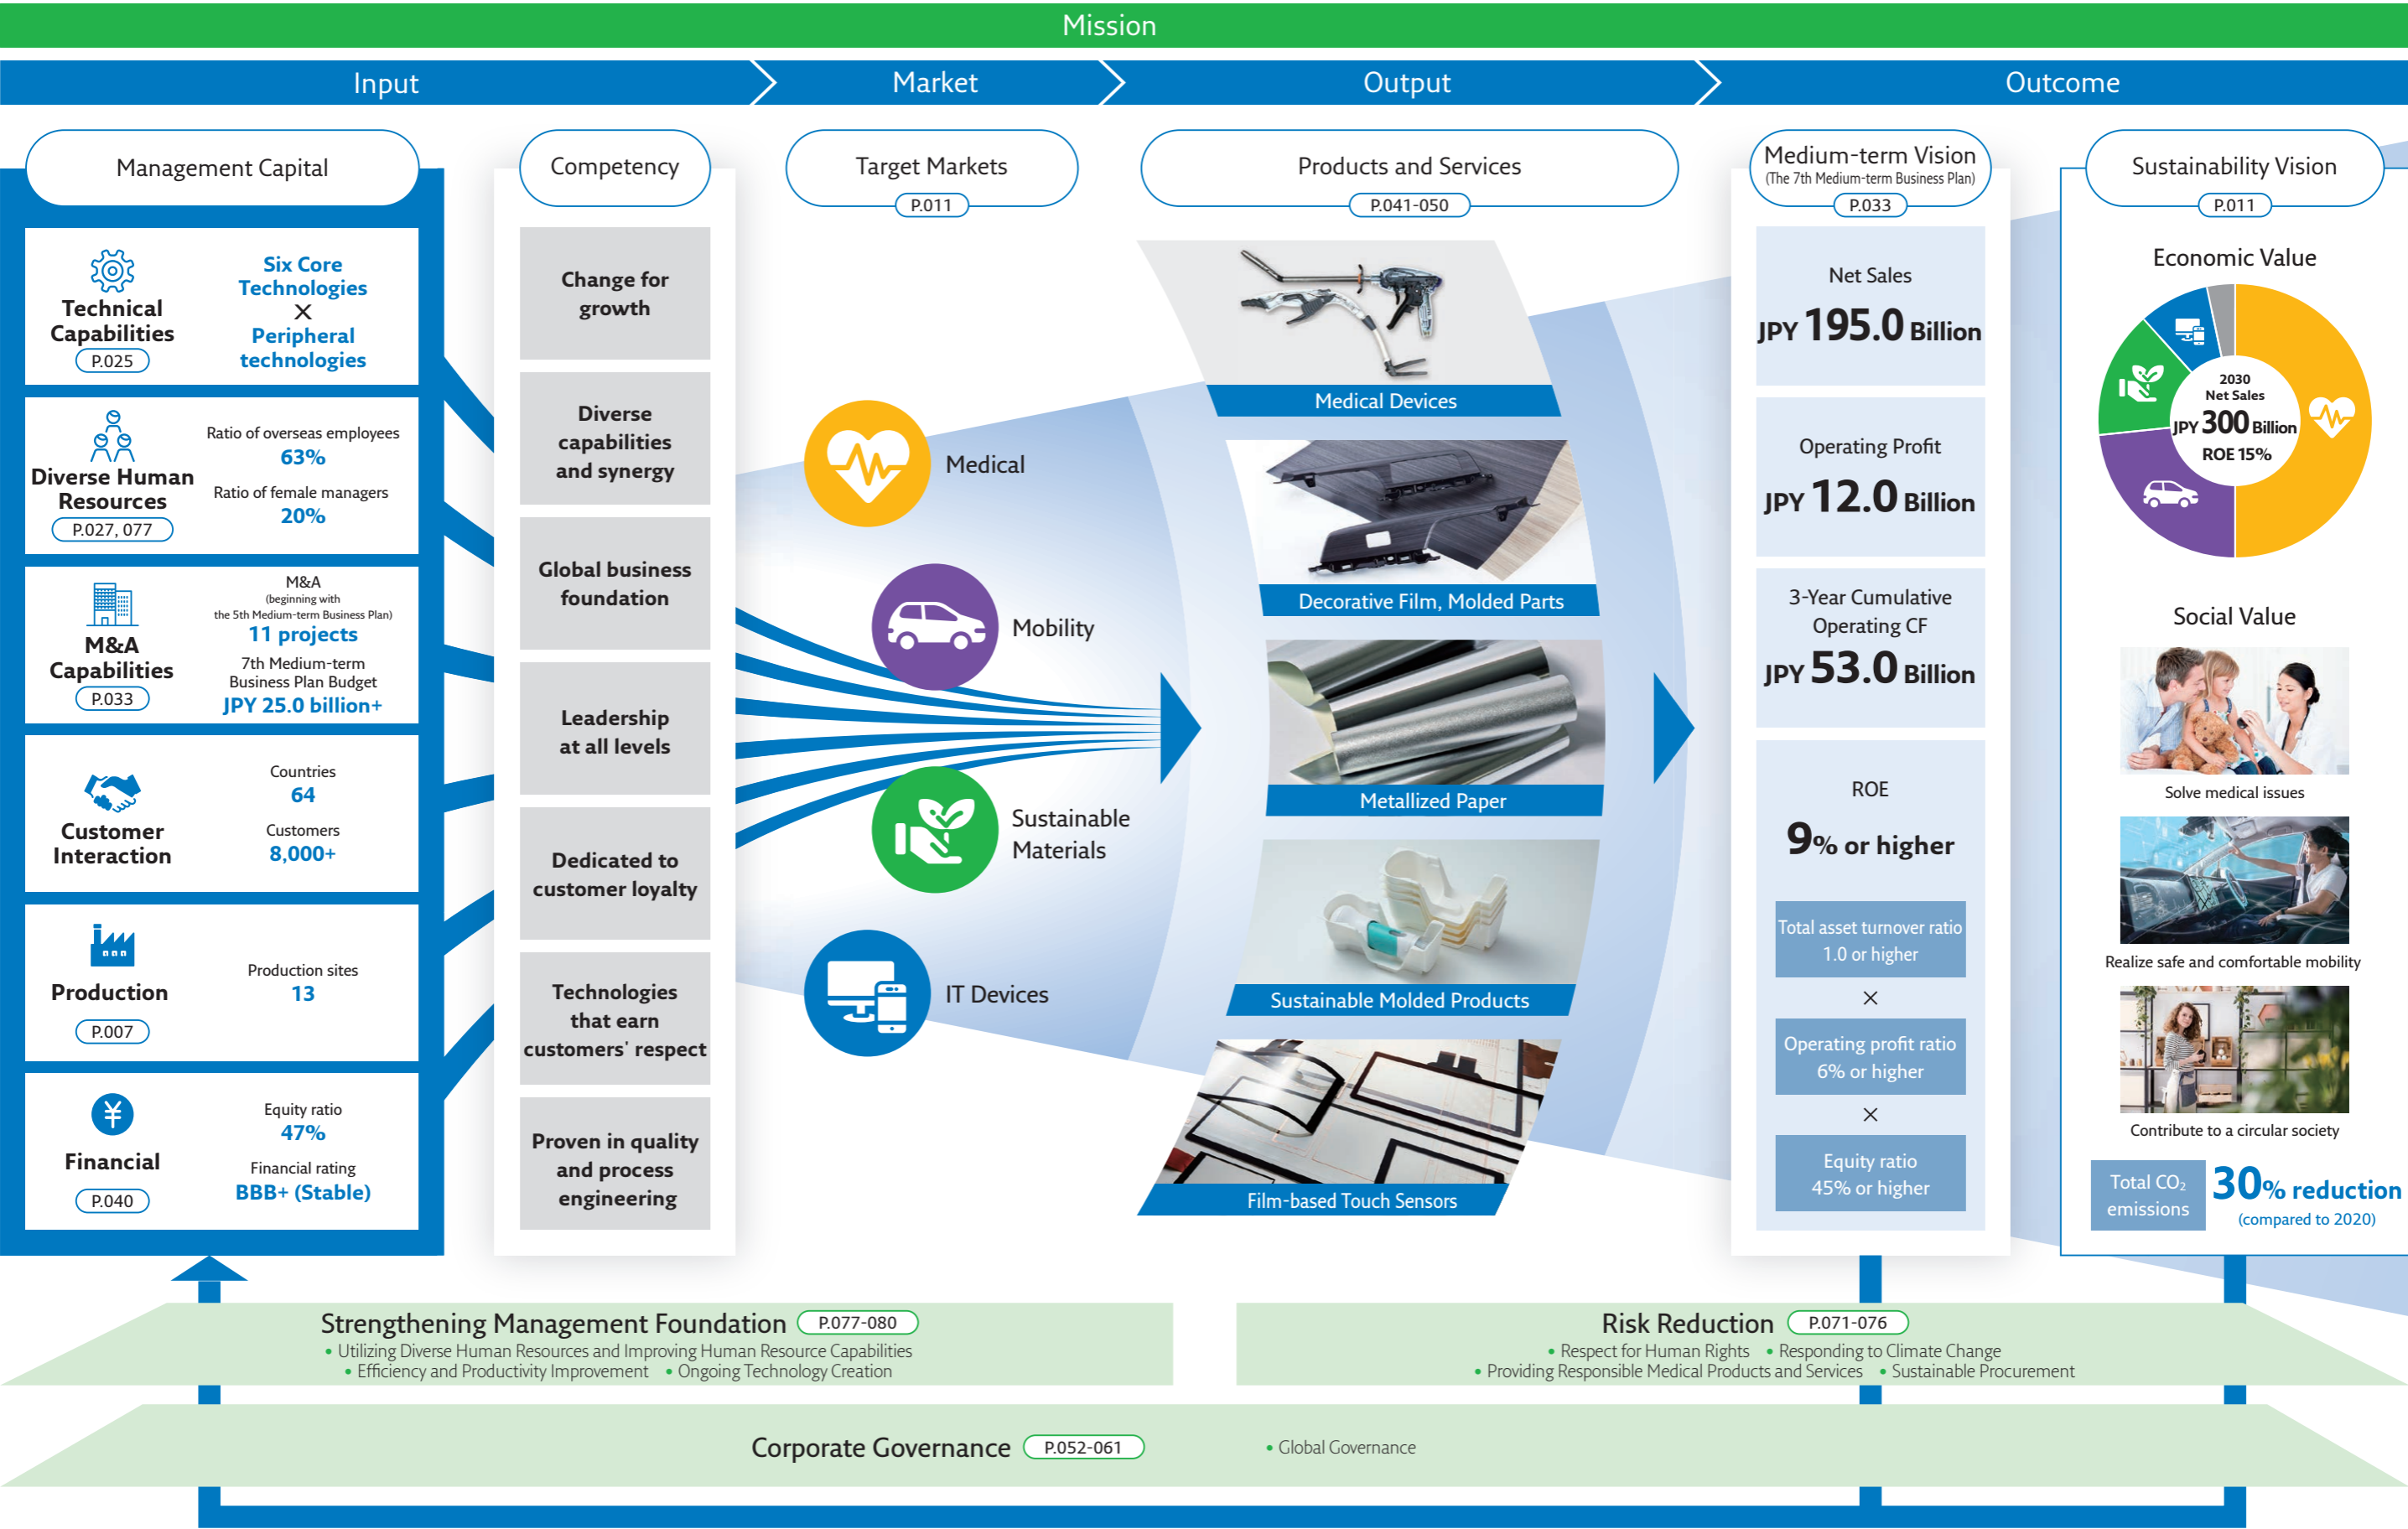 Mission
Input
Market
Output
Outcome
Management Capital
Technical
Capabilities
P.025
Six Core
Technologies
×
Peripheral
technologies
Diverse Human
Resources
P.027, 077
Ratio of overseas employees
63%
Ratio of female managers
20%
M&A
Capabilities
P.033
M&A
(beginning with
the 5th Medium-term Business Plan)
11 projects
7th Medium-term
Business Plan Budget
JPY 25.0 billion+
Customer
Interaction
Countries
64
Customers
8,000+
Production
P.007
Production sites
13
Financial
P.040
Equity ratio
47%
Financial rating
BBB+ (Stable)
Competency
Change for
growth
Diverse
capabilities
and synergy
Global business
foundation
Leadership
at all levels
Dedicated to
customer loyalty
Technologies
that earn
customers' respect
Proven in quality
and process
engineering
Target Markets
P.011
Medical
Mobility
Sustainable
Materials
IT Devices
Products and Services
P.041-050
Medical Devices
Decorative Film, Molded Parts
Metallized Paper
Sustainable Molded Products
Film-based Touch Sensors
Medium-term Vision
(The 7th Medium-term Business Plan)
P.033
Net Sales
JPY 195.0 Billion
Operating Profit
JPY 12.0 Billion
3-Year Cumulative
Operating CF
JPY 53.0 Billion
ROE
9% or higher
Total asset turnover ratio
1.0 or higher
×
Operating profit ratio
6% or higher
×
Equity ratio
45% or higher
Sustainability Vision
P.011
Economic Value
2030
Net Sales
JPY 300 Billion
ROE 15%
Social Value
Solve medical issues
Realize safe and comfortable mobility
Contribute to a circular society
Total CO₂
emissions
30% reduction
(compared to 2020)
Strengthening Management Foundation P.077-080
• Utilizing Diverse Human Resources and Improving Human Resource Capabilities
• Efficiency and Productivity Improvement • Ongoing Technology Creation
Risk Reduction P.071-076
• Respect for Human Rights • Responding to Climate Change
• Providing Responsible Medical Products and Services • Sustainable Procurement
Corporate Governance P.052-061
• Global Governance